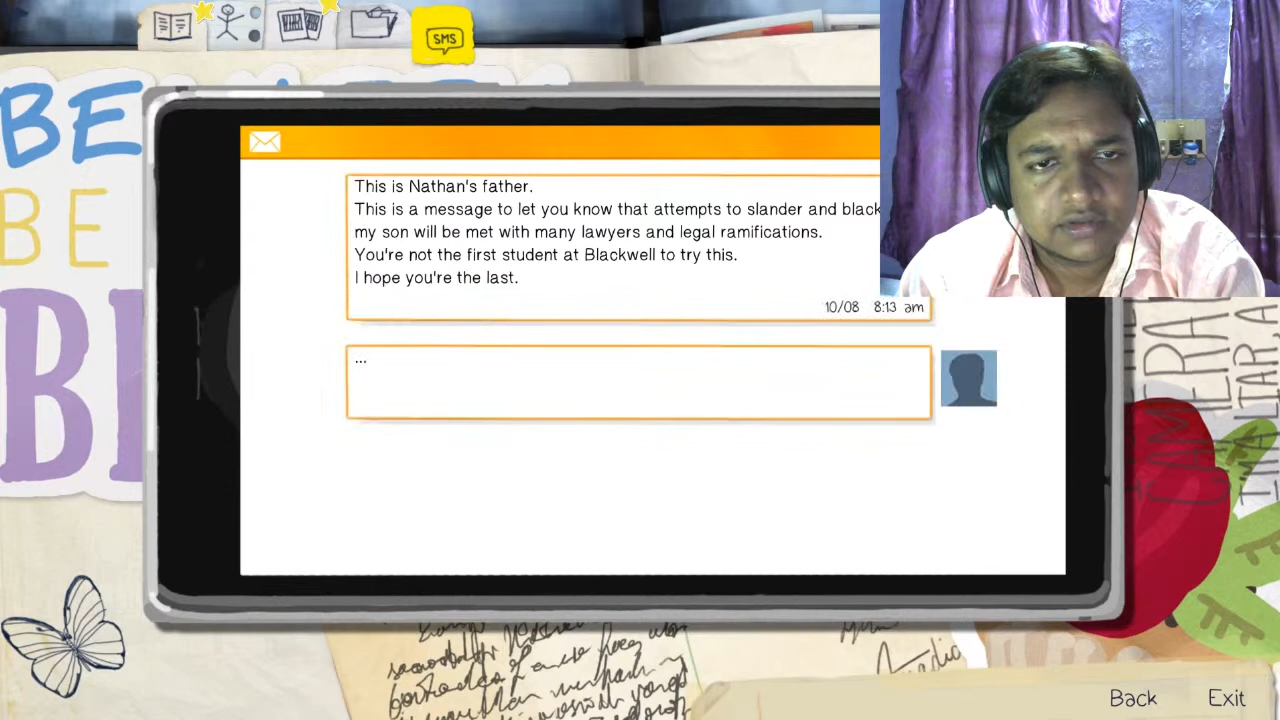 SMS
BE
BE
B
This is Nathan's father.
This is a message to let you know that attempts to slander and black
my son will be met with many lawyers and legal ramifications.
You're not the first student at Blackwell to try this.
I hope you're the last.
10/08 8:13 am
...
Back
Exit